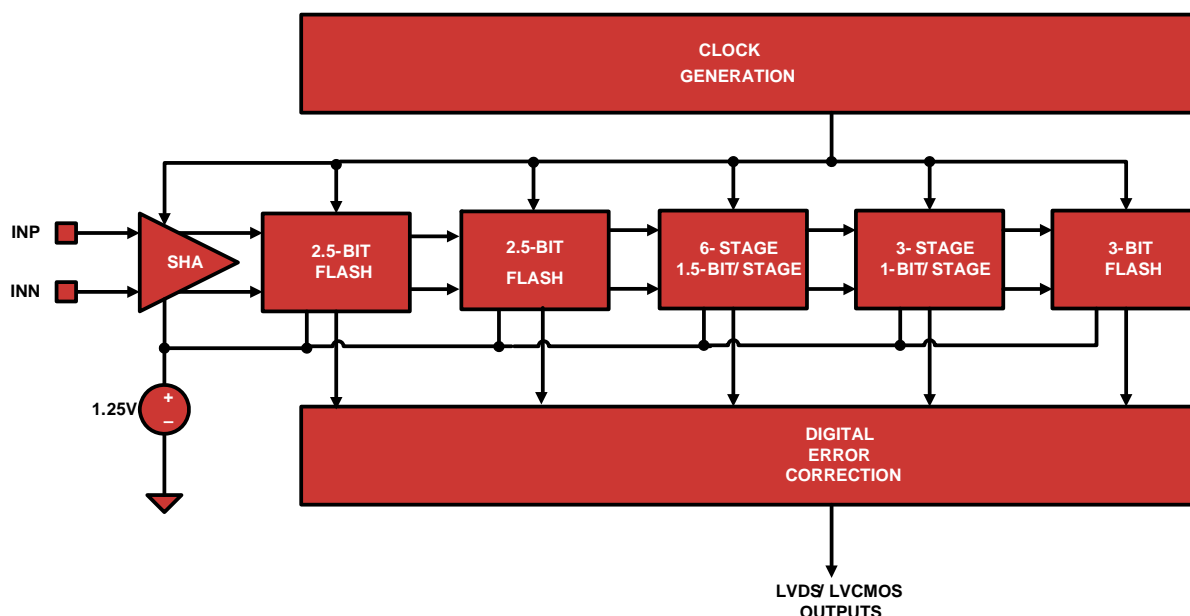 CLOCK
GENERATION
INP
INN
SHA
2.5-BIT
FLASH
2.5-BIT
FLASH
6- STAGE
1.5-BIT/ STAGE
3- STAGE
1-BIT/ STAGE
3-BIT
FLASH
1.25V
+
–
DIGITAL
ERROR
CORRECTION
LVDS/ LVCMOS
OUTPUTS